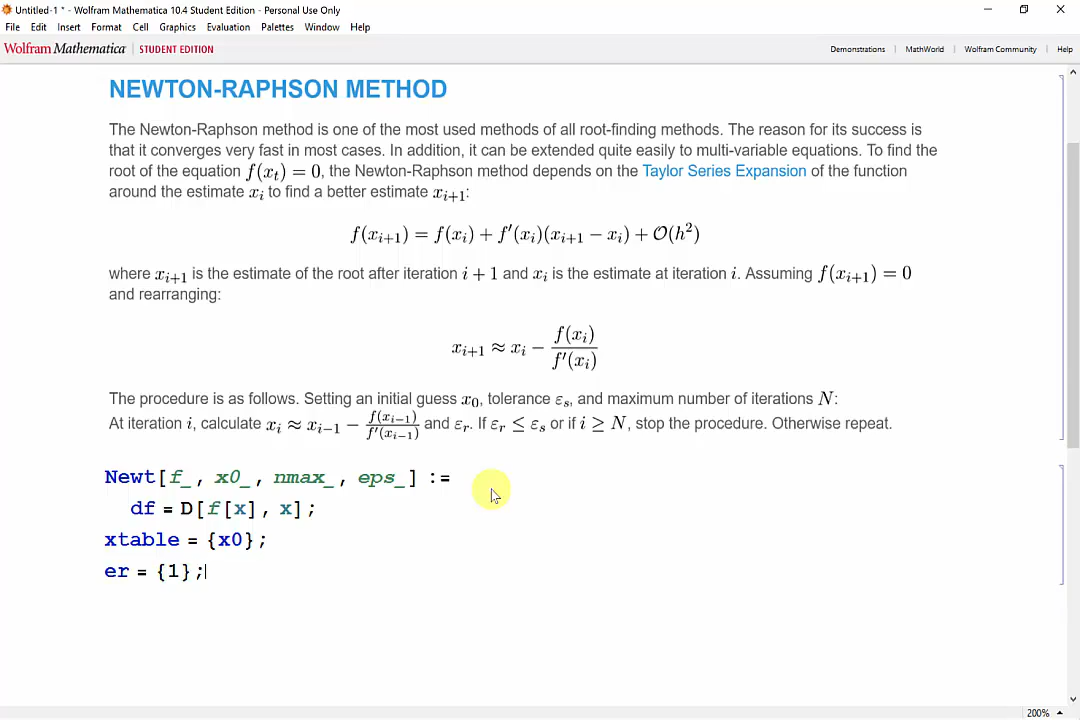 Untitled-1 * - Wolfram Mathematica 10.4 Student Edition - Personal Use Only
File Edit Insert Format Cell Graphics Evaluation Palettes Window Help
Wolfram Mathematica | STUDENT EDITION Demonstrations | MathWorld | Wolfram Community | Help
NEWTON-RAPHSON METHOD
The Newton-Raphson method is one of the most used methods of all root-finding methods. The reason for its success is
that it converges very fast in most cases. In addition, it can be extended quite easily to multi-variable equations. To find the
root of the equation f(xₜ) = 0, the Newton-Raphson method depends on the Taylor Series Expansion of the function
around the estimate xᵢ to find a better estimate xᵢ₊₁:
f(xᵢ₊₁) = f(xᵢ) + f′(xᵢ)(xᵢ₊₁ − xᵢ) + O(h²)
where xᵢ₊₁ is the estimate of the root after iteration i + 1 and xᵢ is the estimate at iteration i. Assuming f(xᵢ₊₁) = 0
and rearranging:
xᵢ₊₁ ≈ xᵢ − f(xᵢ)/f′(xᵢ)
The procedure is as follows. Setting an initial guess x₀, tolerance εₛ, and maximum number of iterations N:
At iteration i, calculate xᵢ ≈ xᵢ₋₁ − f(xᵢ₋₁)/f′(xᵢ₋₁) and εᵣ. If εᵣ ≤ εₛ or if i ≥ N, stop the procedure. Otherwise repeat.
Newt[f_, x0_, nmax_, eps_] :=
df = D[f[x], x];
xtable = {x0};
er = {1};
200%